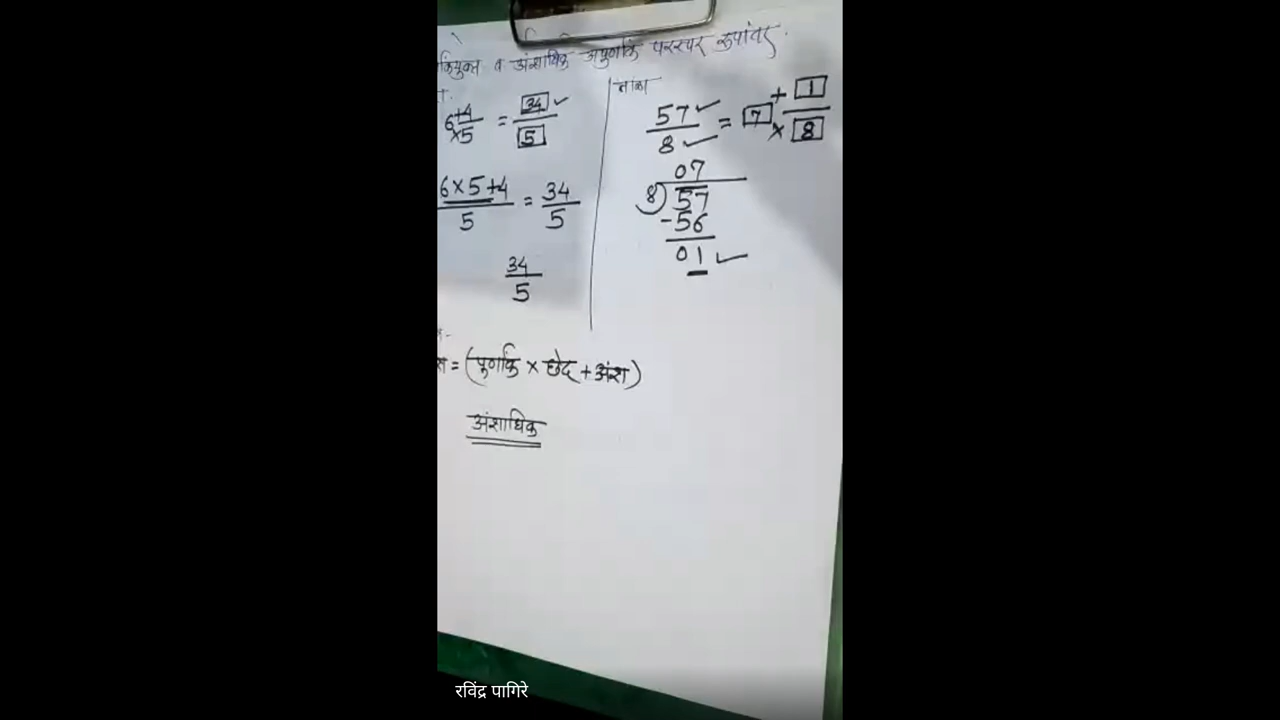 व अंशाधिक अपुर्णांक परस्पर रुपांतर.
6 +4/×5 = 34/5 ✓
6×5+4/5 = 34/5
34/5
= (पुर्णांक × छेद + अंश)
अंशाधिक
57 ✓/8 ✓ = 7 + 1/× 8
07
8) 57
-56
01 ✓
रविंद्र पागिरे